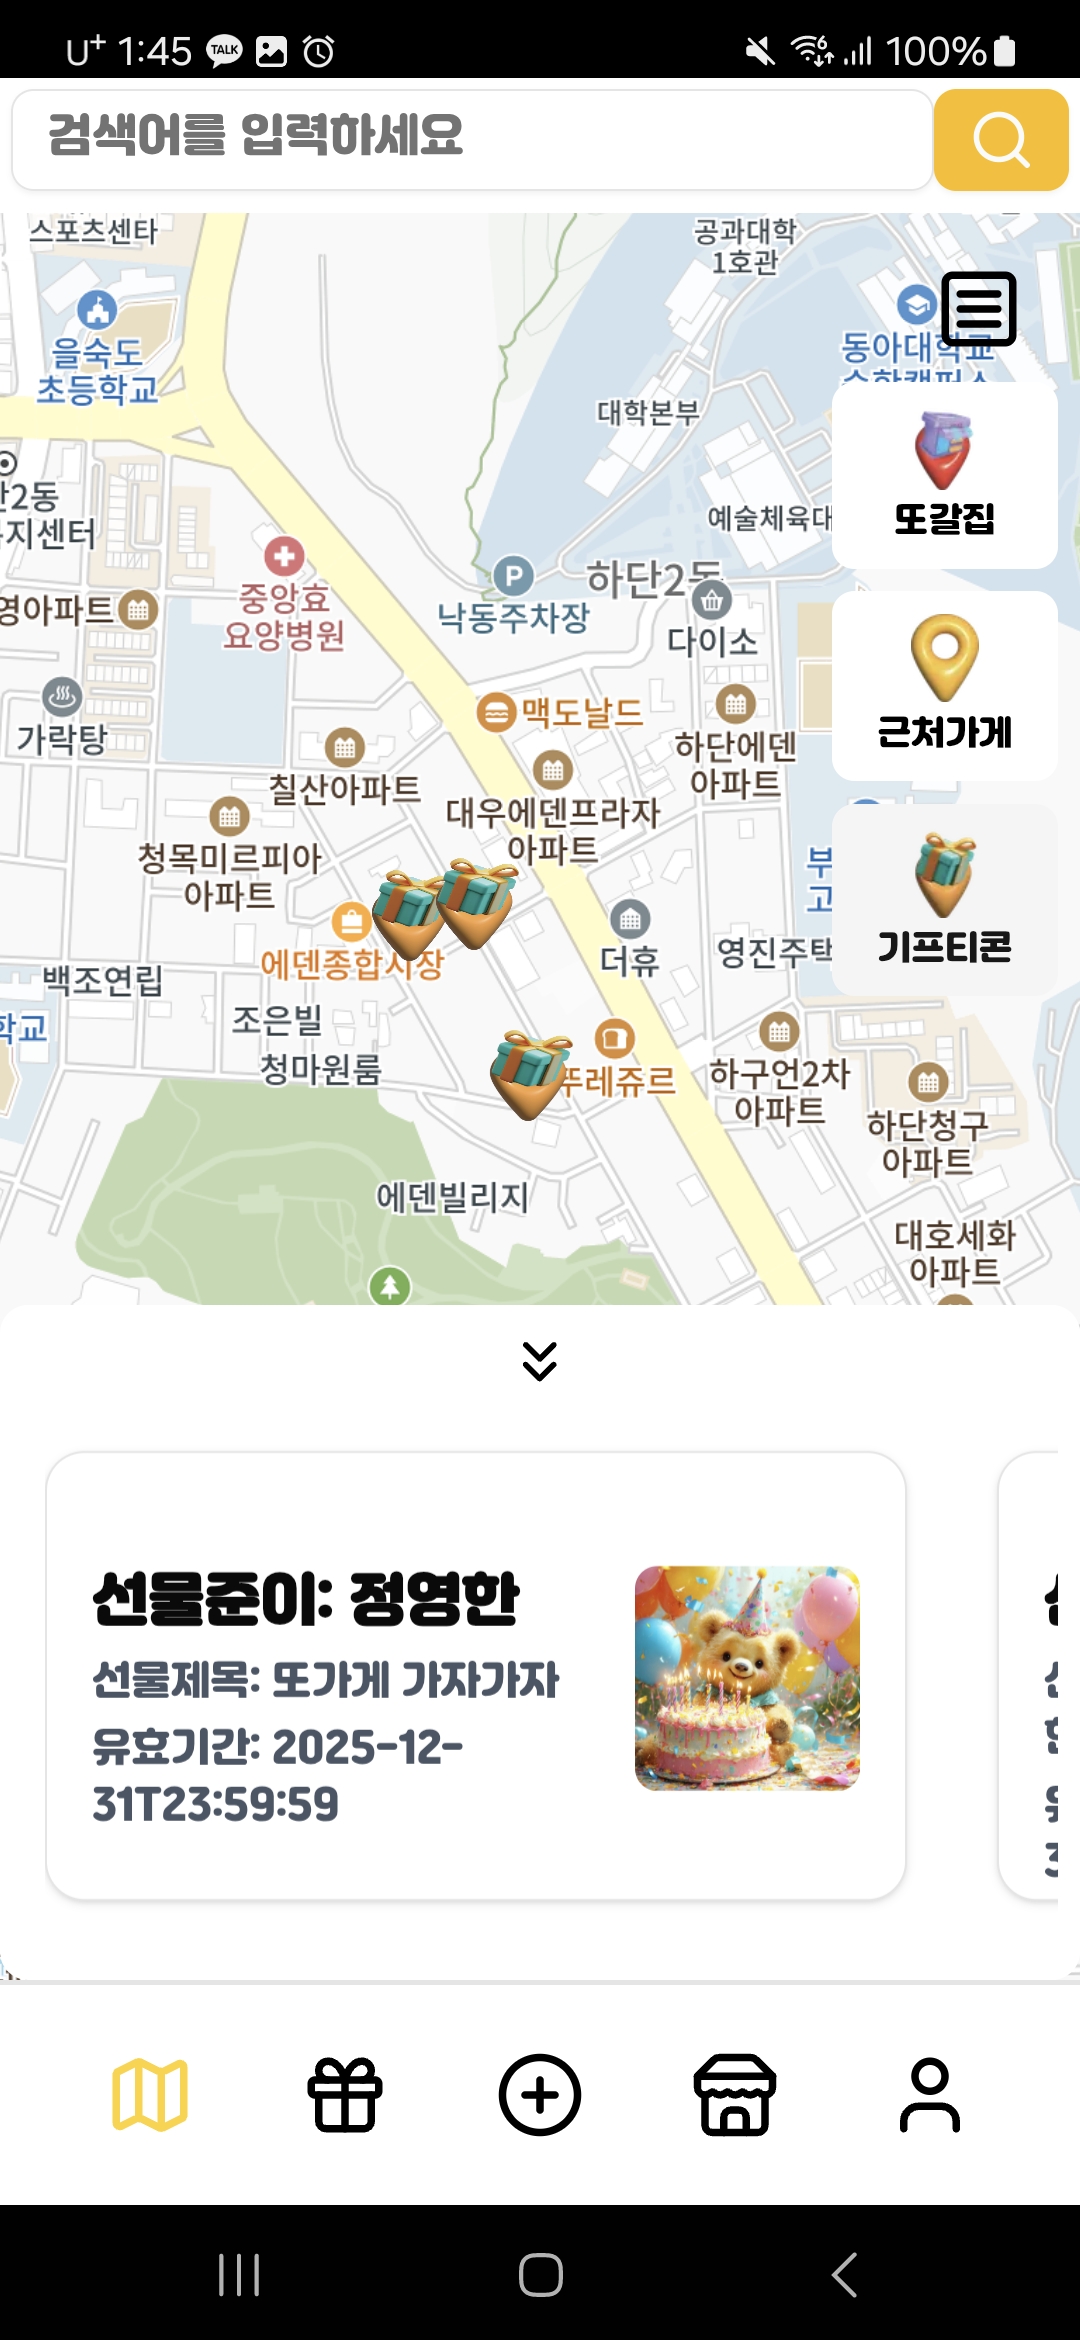 U+ 1:45 TALK
6 100%
검색어를 입력하세요
스포츠센타
공과대학
1호관
을숙도
초등학교
동아대학교
대학본부
또갈집
예술체육대
중앙효
요양병원
P
낙동주차장
하단2동
다이소
영아파트
근처가게
가락탕
맥도날드
하단에덴
아파트
칠산아파트
대우에덴프라자
아파트
청목미르피아
아파트
기프티콘
에덴종합시장
더휴
영진주택
백조연립
조은빌
청마원룸
학교
뚜레쥬르
하구언2차
아파트
하단청구
아파트
에덴빌리지
대호세화
아파트
선물준이: 정영한
선물제목: 또가게 가자가자
유효기간: 2025-12-
31T23:59:59